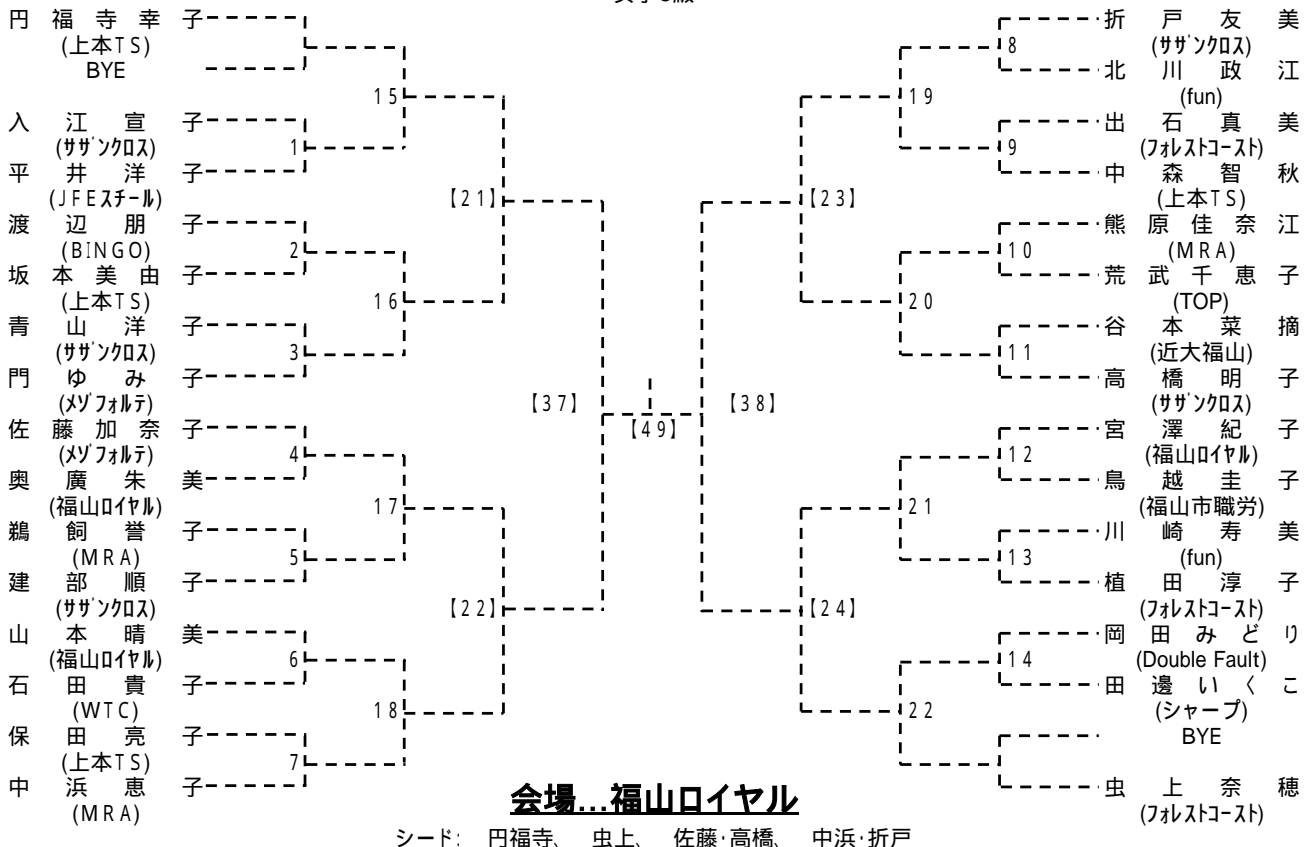 円福寺幸子
(上本TS)
BYE
入江宣子
(ｻｻﾞﾝｸﾛｽ)
平井洋子
(JFEｽﾁｰﾙ)
渡辺朋子
(BINGO)
坂本美由子
(上本TS)
青山洋子
(ｻｻﾞﾝｸﾛｽ)
門ゆみ子
(ﾒｿﾞﾌｫﾙﾃ)
佐藤加奈子
(ﾒｿﾞﾌｫﾙﾃ)
奥廣朱美
(福山ﾛｲﾔﾙ)
鵜飼誉子
(MRA)
建部順子
(ｻｻﾞﾝｸﾛｽ)
山本晴美
(福山ﾛｲﾔﾙ)
石田貴子
(WTC)
保田亮子
(上本TS)
中浜恵子
(MRA)
1
2
3
4
5
6
7
15
16
17
18
【21】
【22】
【37】
【49】
【38】
【23】
【24】
19
20
21
22
8
9
10
11
12
13
14
折戸友美
(ｻｻﾞﾝｸﾛｽ)
北川政江
(fun)
出石真美
(ﾌｫﾚｽﾄｺｰｽﾄ)
中森智秋
(上本TS)
熊原佳奈江
(MRA)
荒武千恵子
(TOP)
谷本菜摘
(近大福山)
高橋明子
(ｻｻﾞﾝｸﾛｽ)
宮澤紀子
(福山ﾛｲﾔﾙ)
鳥越圭子
(福山市職労)
川崎寿美
(fun)
植田淳子
(ﾌｫﾚｽﾄｺｰｽﾄ)
岡田みどり
(Double Fault)
田邊いくこ
(シャープ)
BYE
虫上奈穂
(ﾌｫﾚｽﾄｺｰｽﾄ)
会場…福山ロイヤル
シード:　円福寺、　虫上、　佐藤・高橋、　中浜・折戸